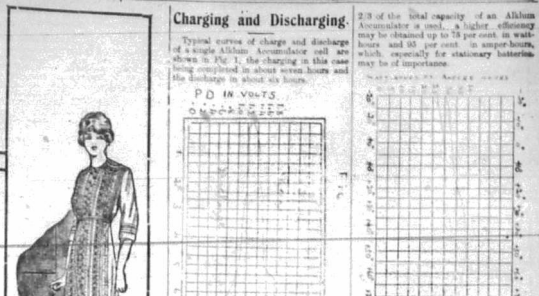 Charging and Discharging.
Typical curves of charge and discharge
of a single Alklum Accumulator cell are
shown in Fig. 1, the charging in this case
being completed in about seven hours and
the discharge in about six hours.
PD IN VOLTS
2/3 of the total capacity of an Alklum
Accumulator is used, a higher efficiency
may be obtained up to 78 per cent. in watt-
hours and 95 per cent. in amper-hours,
which, especially for stationary batteries
may be of importance.